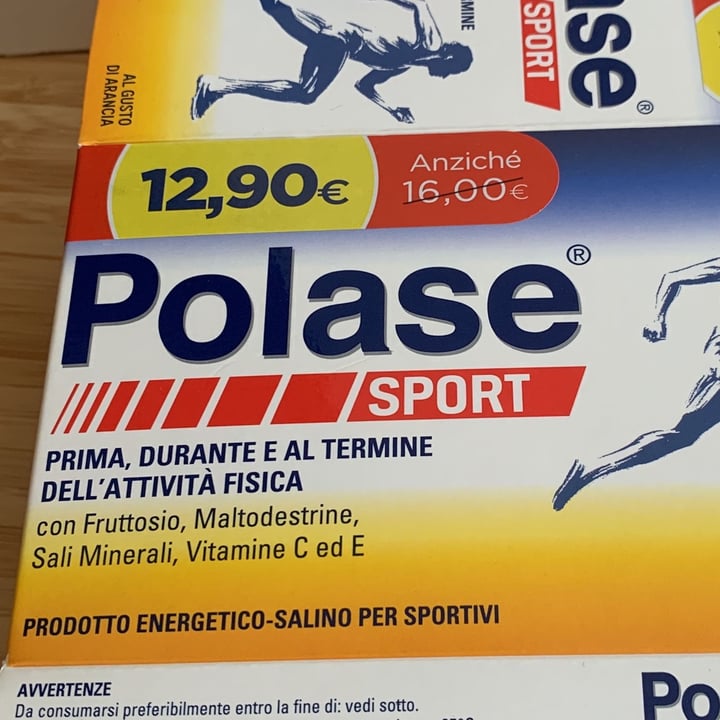 AL GUSTO
DI ARANCIA
SPORT
ase®
12,90€
Anziché
16,00€
Polase®
SPORT
PRIMA, DURANTE E AL TERMINE
DELL'ATTIVITÀ FISICA
con Fruttosio, Maltodestrine,
Sali Minerali, Vitamine C ed E
PRODOTTO ENERGETICO-SALINO PER SPORTIVI
AVVERTENZE
Da consumarsi preferibilmente entro la fine di: vedi sotto.
Po